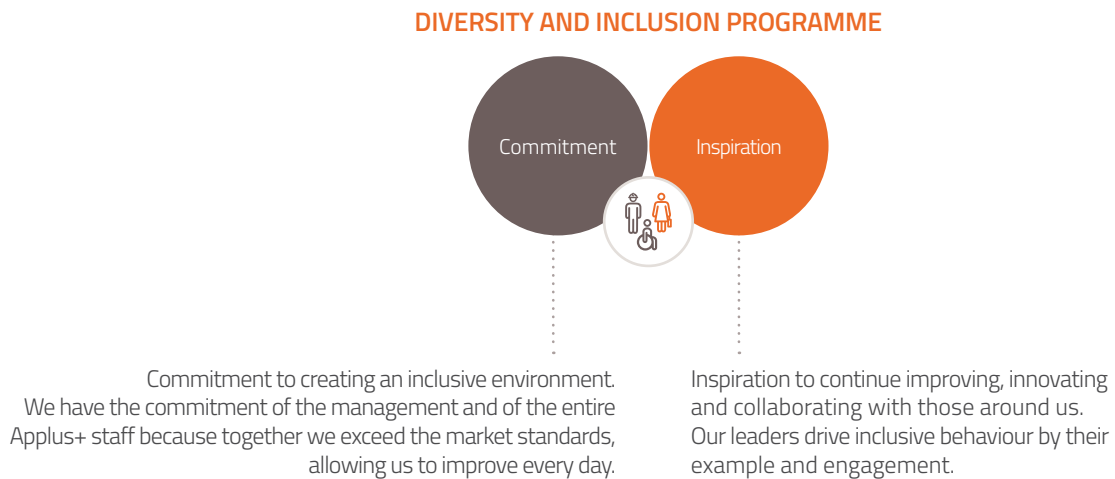 DIVERSITY AND INCLUSION PROGRAMME
Commitment
Inspiration
Commitment to creating an inclusive environment.
We have the commitment of the management and of the entire
Applus+ staff because together we exceed the market standards,
allowing us to improve every day.
Inspiration to continue improving, innovating
and collaborating with those around us.
Our leaders drive inclusive behaviour by their
example and engagement.